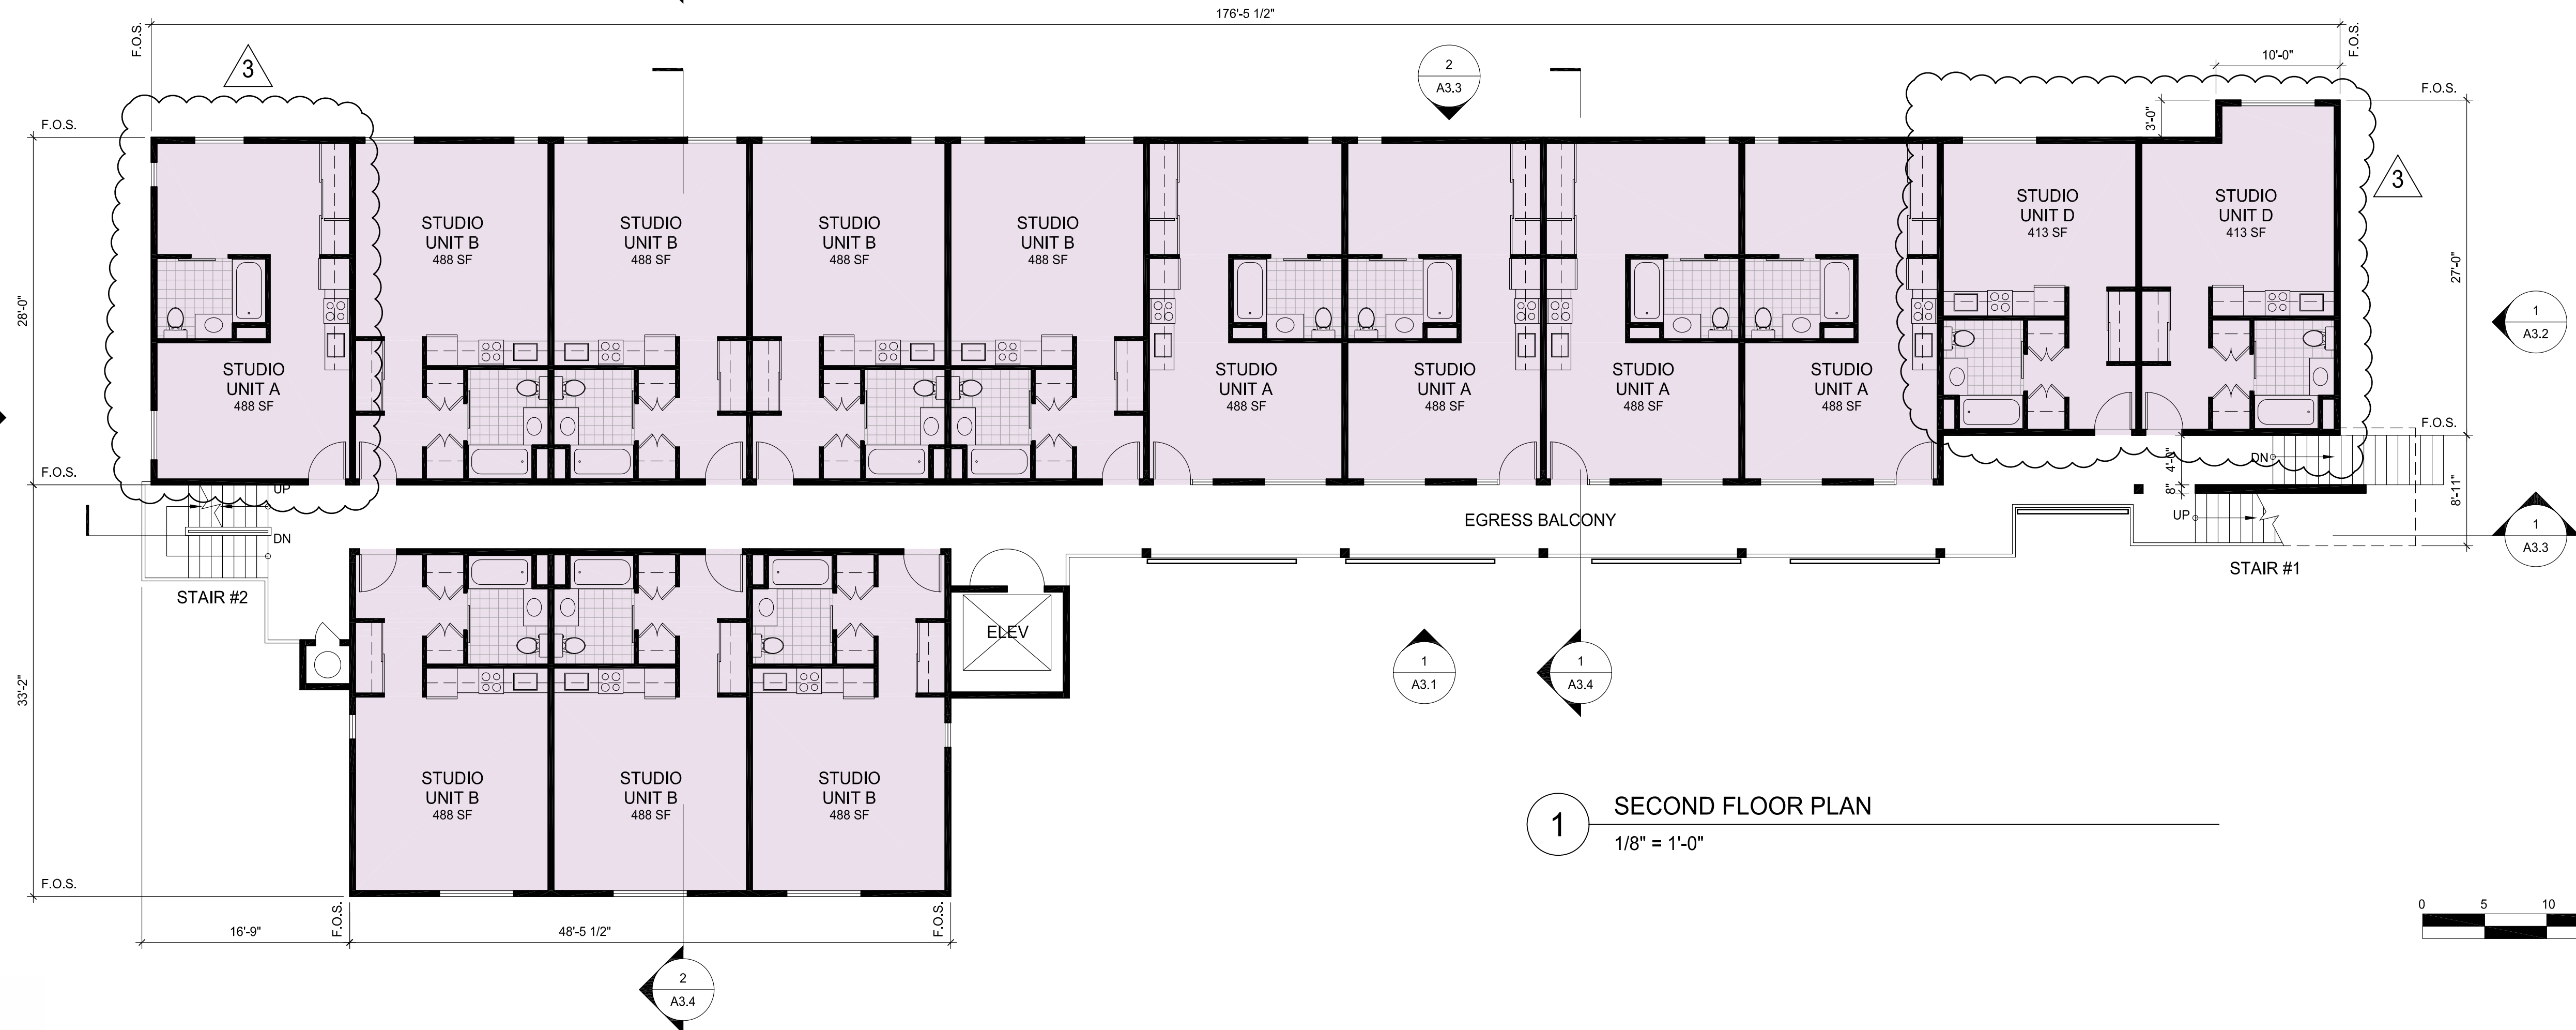 176'-5 1/2"
F.O.S.
F.O.S.
3
2
A3.3
10'-0"
F.O.S.
F.O.S.
3'-0"
3
STUDIO
UNIT B
488 SF
STUDIO
UNIT B
488 SF
STUDIO
UNIT B
488 SF
STUDIO
UNIT B
488 SF
STUDIO
UNIT D
413 SF
STUDIO
UNIT D
413 SF
28'-0"
27'-0"
1
A3.2
STUDIO
UNIT A
488 SF
STUDIO
UNIT A
488 SF
STUDIO
UNIT A
488 SF
STUDIO
UNIT A
488 SF
STUDIO
UNIT A
488 SF
F.O.S.
F.O.S.
UP
DN
4'-0"
8"
8'-11"
DN
UP
EGRESS BALCONY
1
A3.3
STAIR #2
STAIR #1
ELEV
1
A3.1
1
A3.4
33'-2"
STUDIO
UNIT B
488 SF
STUDIO
UNIT B
488 SF
STUDIO
UNIT B
488 SF
1
SECOND FLOOR PLAN
1/8" = 1'-0"
F.O.S.
F.O.S.
F.O.S.
0 5 10
16'-9"
48'-5 1/2"
2
A3.4